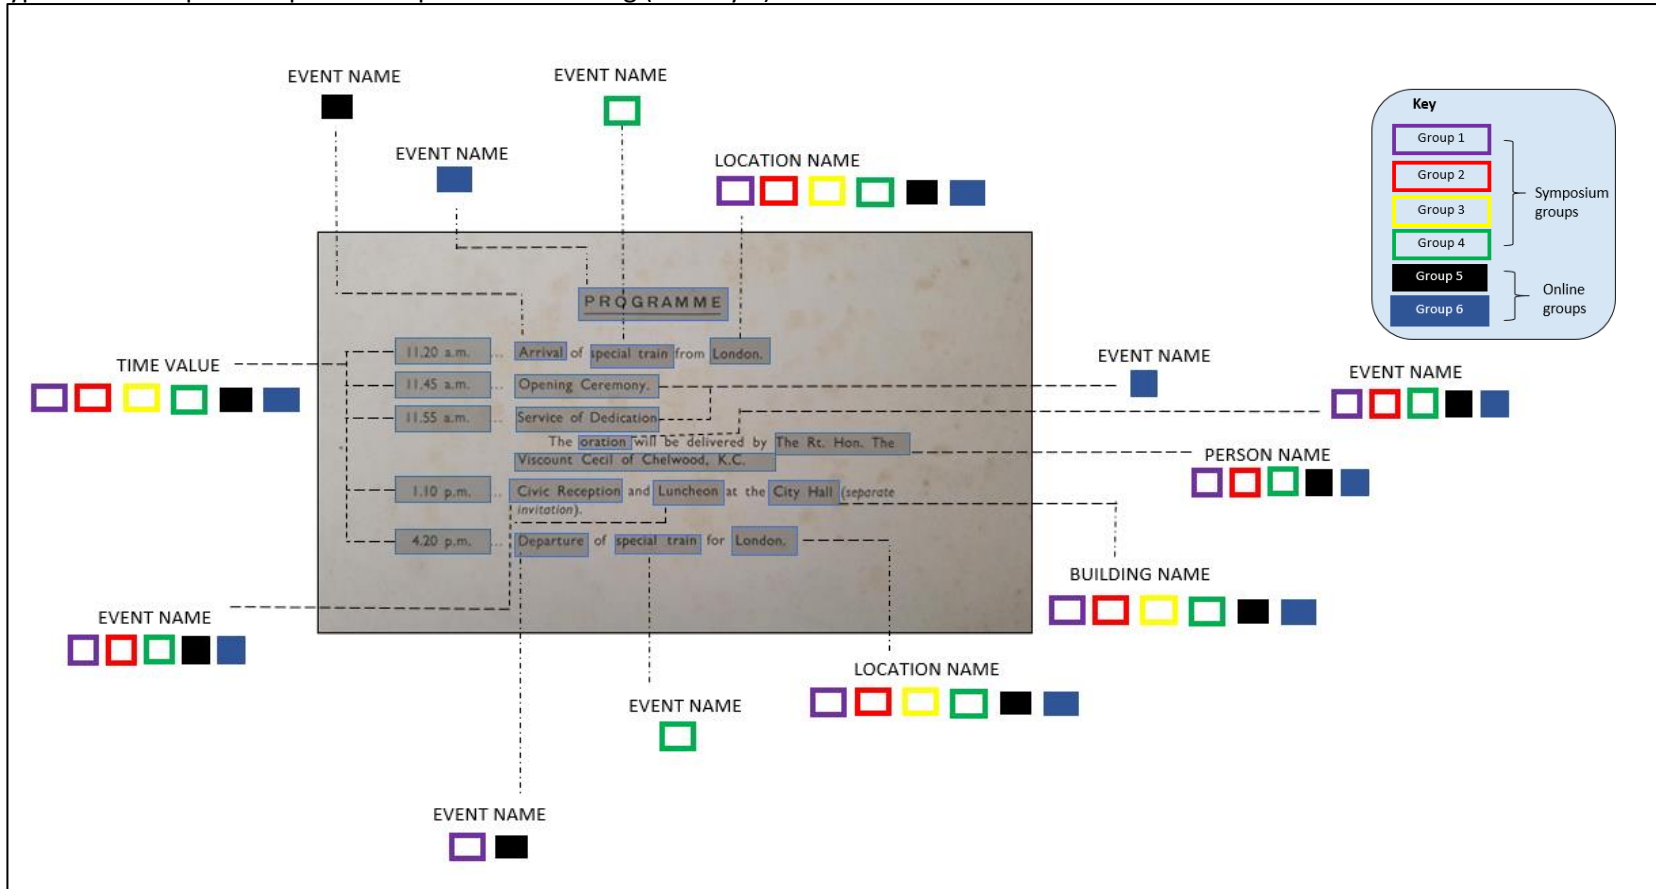 EVENT NAME
EVENT NAME
EVENT NAME
LOCATION NAME
Key
Group 1
Group 2
Group 3
Group 4
Group 5
Group 6
Symposium
groups
Online
groups
PROGRAMME
11.20 a.m. ... Arrival of special train from London.
11.45 a.m. ... Opening Ceremony.
11.55 a.m. ... Service of Dedication
The oration will be delivered by The Rt. Hon. The
Viscount Cecil of Chelwood, K.C.
1.10 p.m. ... Civic Reception and Luncheon at the City Hall (separate
invitation).
4.20 p.m. ... Departure of special train for London.
TIME VALUE
EVENT NAME
EVENT NAME
PERSON NAME
BUILDING NAME
EVENT NAME
LOCATION NAME
EVENT NAME
EVENT NAME